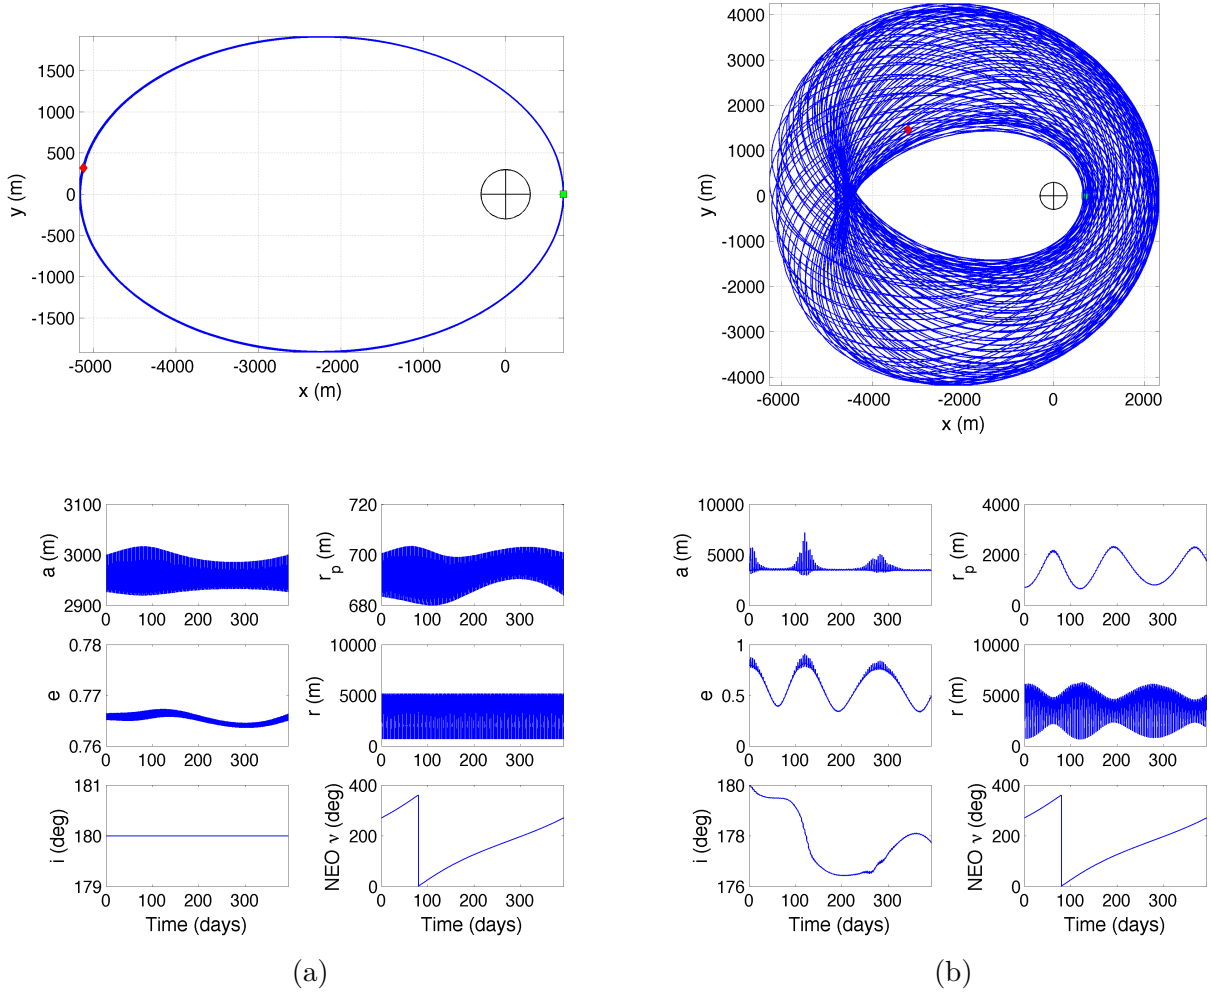 1500
1000
500
0
-500
-1000
-1500
y (m)
-5000 -4000 -3000 -2000 -1000 0
x (m)
4000
3000
2000
1000
0
-1000
-2000
-3000
-4000
y (m)
-6000 -4000 -2000 0 2000
x (m)
3100
3000
2900
a (m)
0 100 200 300
720
700
680
r_p (m)
0 100 200 300
0.78
0.77
0.76
e
0 100 200 300
10000
5000
0
r (m)
0 100 200 300
181
180
179
i (deg)
0 100 200 300
Time (days)
400
200
0
NEO ν (deg)
0 100 200 300
Time (days)
10000
5000
0
a (m)
0 100 200 300
4000
2000
0
r_p (m)
0 100 200 300
1
0.5
0
e
0 100 200 300
10000
5000
0
r (m)
0 100 200 300
180
178
176
i (deg)
0 100 200 300
Time (days)
400
200
0
NEO ν (deg)
0 100 200 300
Time (days)
(a)
(b)